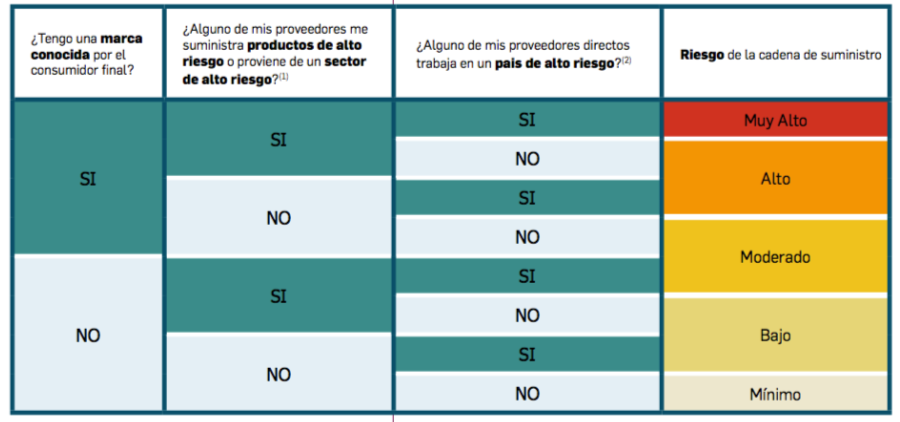 ¿Tengo una marca
conocida por el
consumidor final?
¿Alguno de mis proveedores me
suministra productos de alto
riesgo o proviene de un sector
de alto riesgo?(1)
¿Alguno de mis proveedores directos
trabaja en un pais de alto riesgo?(2)
Riesgo de la cadena de suministro
SI
SI
SI
Muy Alto
NO
Alto
NO
SI
NO
Moderado
NO
SI
SI
NO
Bajo
NO
SI
NO
Mínimo